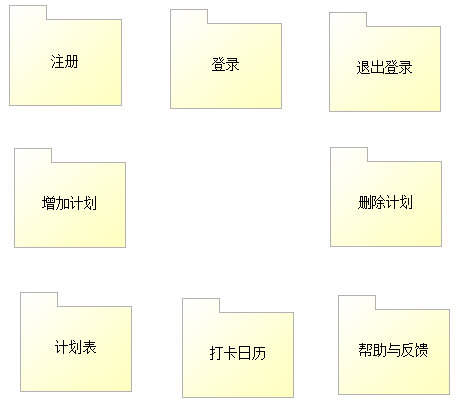 注册
登录
退出登录
增加计划
删除计划
计划表
打卡日历
帮助与反馈